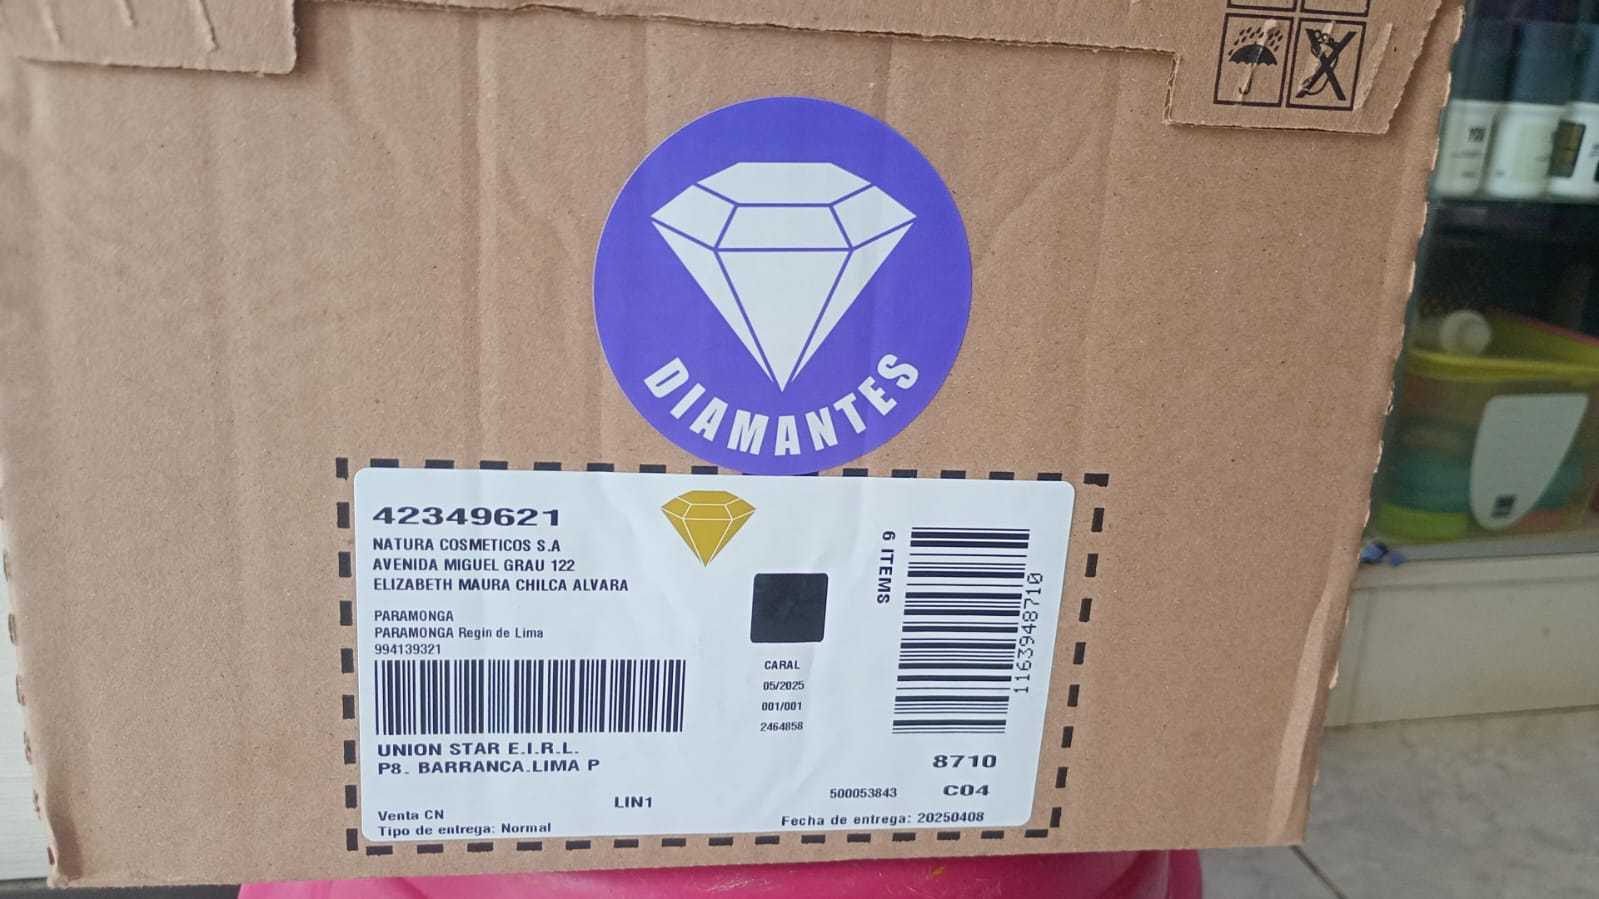 DIAMANTES
42349621
NATURA COSMETICOS S.A
AVENIDA MIGUEL GRAU 122
ELIZABETH MAURA CHILCA ALVARA
PARAMONGA
PARAMONGA Regin de Lima
994139321
UNION STAR E.I.R.L.
P8. BARRANCA.LIMA P
LIN1
Venta CN
Tipo de entrega: Normal
CARAL
05/2025
001/001
2464858
6 ITEMS
1163948710
8710
500053843 C04
Fecha de entrega: 20250408